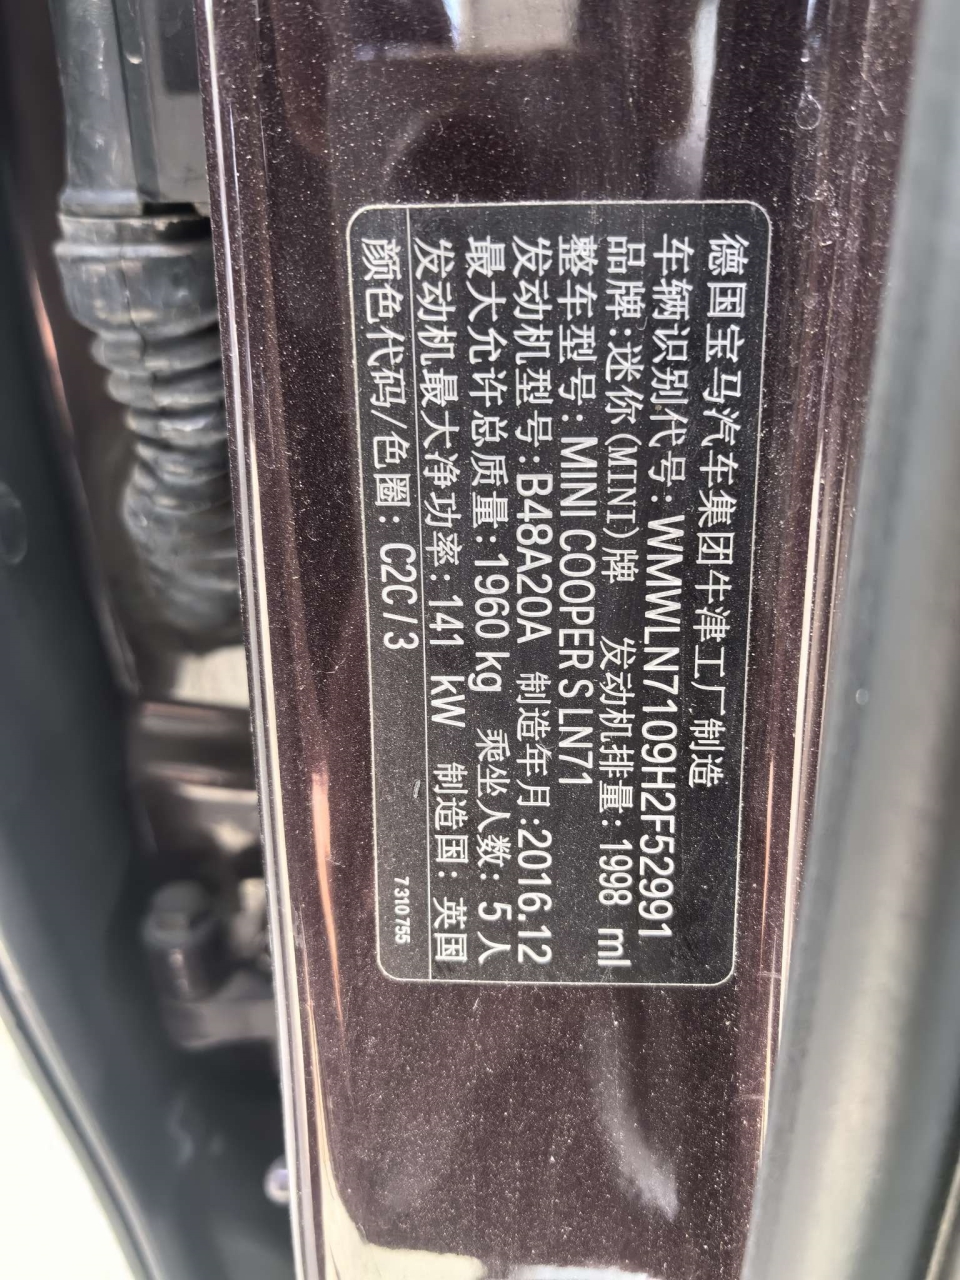 德国宝马汽车集团牛津工厂制造
车辆识别代号: WMWLN7109H2F52991
品牌:迷你(MINI)牌 发动机排量: 1998 ml
整车型号: MINI COOPER S LN71
发动机型号: B48A20A 制造年月:2016.12
最大允许总质量: 1960 kg 乘坐人数: 5 人
发动机最大净功率: 141 kW 制造国: 英国
颜色代码/色圈: C2C/3
7 310 755